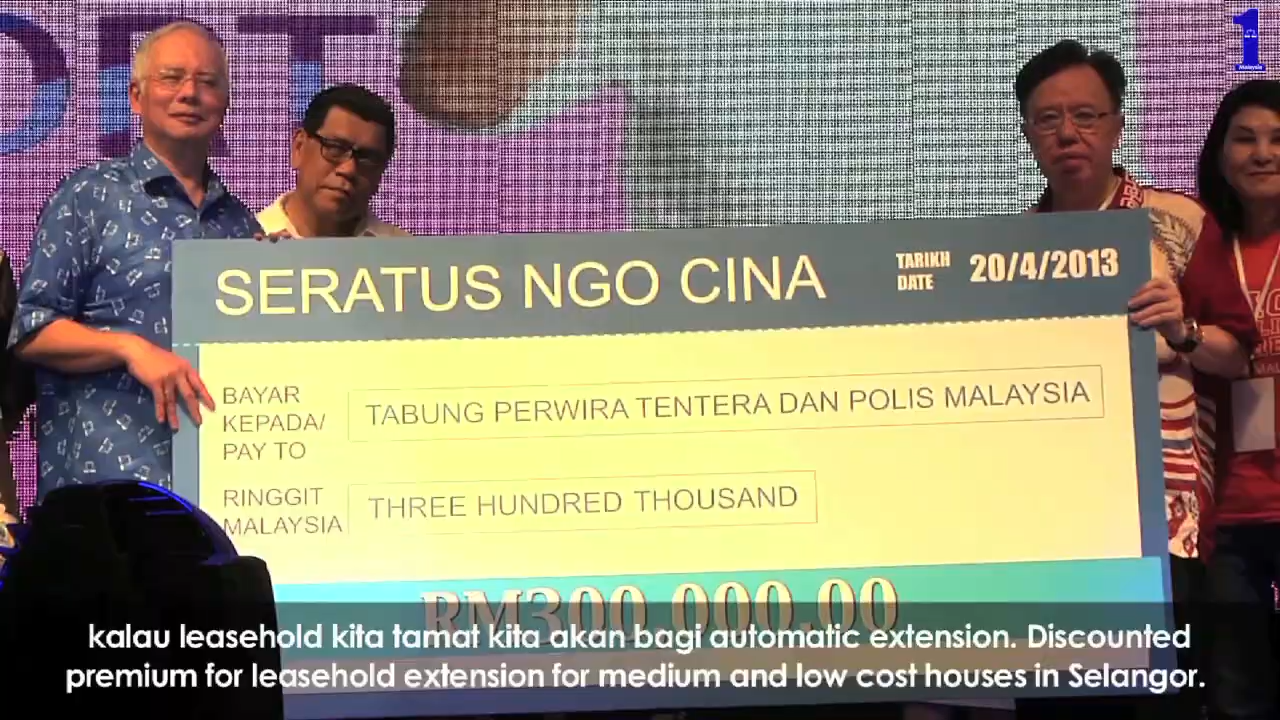 1
Malaysia
SERATUS NGO CINA
TARIKH
DATE
20/4/2013
BAYAR
KEPADA/
PAY TO
TABUNG PERWIRA TENTERA DAN POLIS MALAYSIA
RINGGIT
MALAYSIA
THREE HUNDRED THOUSAND
RM300,000.00
kalau leasehold kita tamat kita akan bagi automatic extension. Discounted
premium for leasehold extension for medium and low cost houses in Selangor.